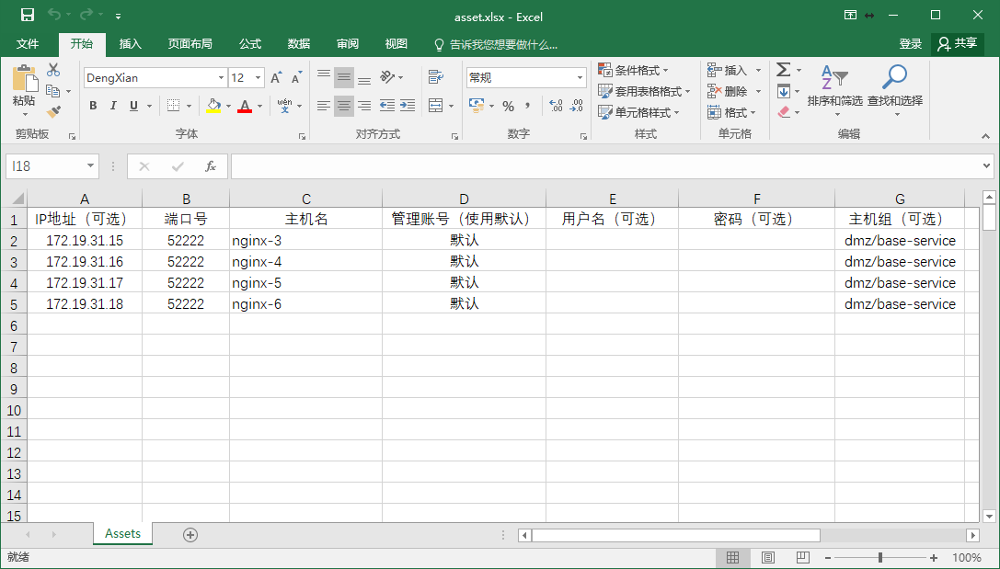 asset.xlsx - Excel
文件 开始 插入 页面布局 公式 数据 审阅 视图 告诉我您想要做什么... 登录 共享
DengXian 12 常规 条件格式 插入
粘贴 套用表格格式 删除 排序和筛选 查找和选择
B I U A wén 文 % 单元格样式 格式
剪贴板 字体 对齐方式 数字 样式 单元格 编辑
I18 fx
A B C D E F G
1 IP地址（可选） 端口号 主机名 管理账号（使用默认） 用户名（可选） 密码（可选） 主机组（可选）
2 172.19.31.15 52222 nginx-3 默认 dmz/base-service
3 172.19.31.16 52222 nginx-4 默认 dmz/base-service
4 172.19.31.17 52222 nginx-5 默认 dmz/base-service
5 172.19.31.18 52222 nginx-6 默认 dmz/base-service
6
7
8
9
10
11
12
13
14
15
Assets
就绪 100%